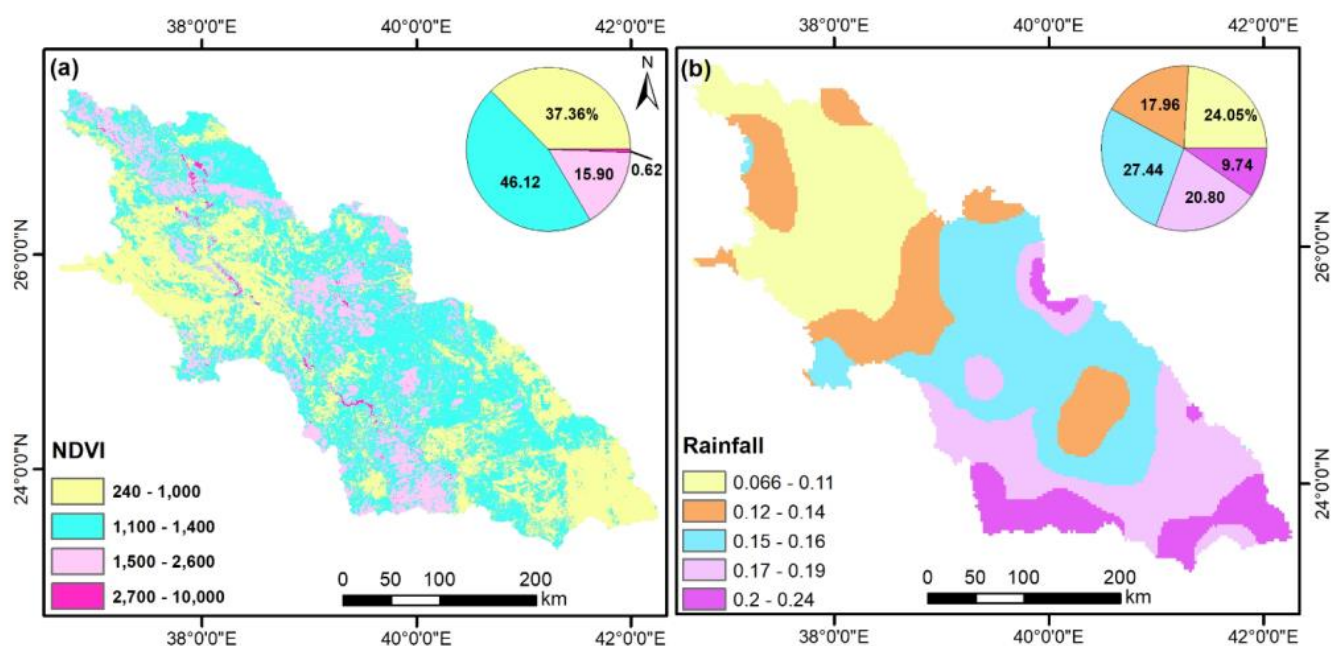 38°0'0"E 40°0'0"E 42°0'0"E
(a)
N
37.36%
46.12
15.90
0.62
26°0'0"N
24°0'0"N
NDVI
240 - 1,000
1,100 - 1,400
1,500 - 2,600
2,700 - 10,000
0 50 100 200
km
38°0'0"E 40°0'0"E 42°0'0"E
38°0'0"E 40°0'0"E 42°0'0"E
(b)
17.96
24.05%
27.44
9.74
20.80
26°0'0"N
24°0'0"N
Rainfall
0.066 - 0.11
0.12 - 0.14
0.15 - 0.16
0.17 - 0.19
0.2 - 0.24
0 50 100 200
km
38°0'0"E 40°0'0"E 42°0'0"E